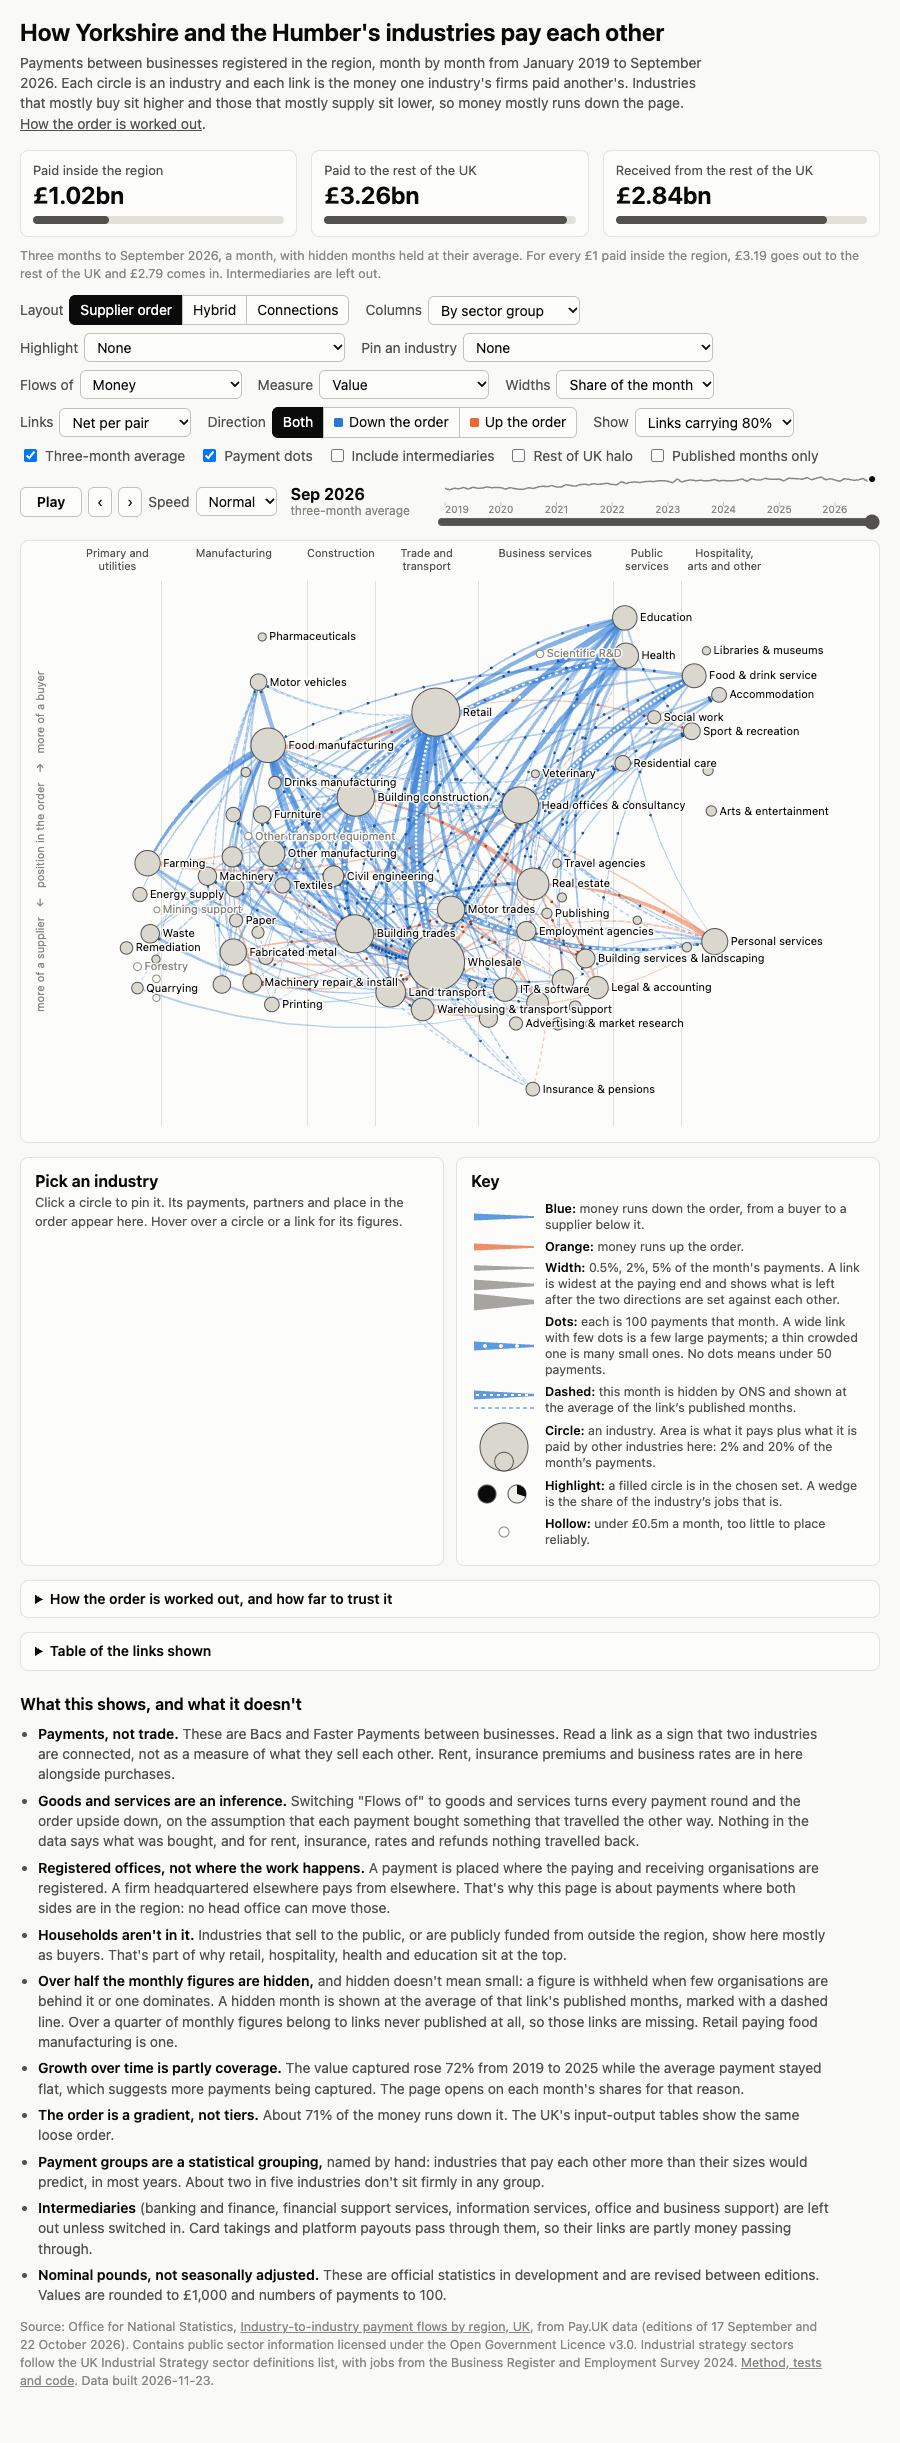 How Yorkshire and the Humber's industries pay each other
Payments between businesses registered in the region, month by month from January 2019 to September
2026. Each circle is an industry and each link is the money one industry's firms paid another's. Industries
that mostly buy sit higher and those that mostly supply sit lower, so money mostly runs down the page.
How the order is worked out.
Paid inside the region
£1.02bn
Paid to the rest of the UK
£3.26bn
Received from the rest of the UK
£2.84bn
Three months to September 2026, a month, with hidden months held at their average. For every £1 paid inside the region, £3.19 goes out to the
rest of the UK and £2.79 comes in. Intermediaries are left out.
Layout Supplier order Hybrid Connections Columns By sector group
Highlight None Pin an industry None
Flows of Money Measure Value Widths Share of the month
Links Net per pair Direction Both Down the order Up the order Show Links carrying 80%
Three-month average Payment dots Include intermediaries Rest of UK halo Published months only
Play ‹ › Speed Normal Sep 2026
three-month average
2019 2020 2021 2022 2023 2024 2025 2026
Primary and
utilities
Manufacturing
Construction
Trade and
transport
Business services
Public
services
Hospitality,
arts and other
more of a supplier ← position in the order → more of a buyer
Education
Pharmaceuticals
Scientific R&D
Health
Libraries & museums
Food & drink service
Motor vehicles
Accommodation
Retail
Social work
Sport & recreation
Food manufacturing
Residential care
Veterinary
Drinks manufacturing
Building construction
Head offices & consultancy
Arts & entertainment
Furniture
Other transport equipment
Other manufacturing
Farming
Travel agencies
Machinery
Civil engineering
Textiles
Real estate
Energy supply
Mining support
Motor trades
Publishing
Paper
Waste
Building trades
Employment agencies
Personal services
Remediation
Fabricated metal
Building services & landscaping
Wholesale
Forestry
Machinery repair & install
Quarrying
Land transport
IT & software
Legal & accounting
Printing
Warehousing & transport support
Advertising & market research
Insurance & pensions
Pick an industry
Click a circle to pin it. Its payments, partners and place in the
order appear here. Hover over a circle or a link for its figures.
Key
Blue: money runs down the order, from a buyer to a
supplier below it.
Orange: money runs up the order.
Width: 0.5%, 2%, 5% of the month's payments. A link
is widest at the paying end and shows what is left
after the two directions are set against each other.
Dots: each is 100 payments that month. A wide link
with few dots is a few large payments; a thin crowded
one is many small ones. No dots means under 50
payments.
Dashed: this month is hidden by ONS and shown at
the average of the link's published months.
Circle: an industry. Area is what it pays plus what it is
paid by other industries here: 2% and 20% of the
month's payments.
Highlight: a filled circle is in the chosen set. A wedge
is the share of the industry's jobs that is.
Hollow: under £0.5m a month, too little to place
reliably.
How the order is worked out, and how far to trust it
Table of the links shown
What this shows, and what it doesn't
Payments, not trade. These are Bacs and Faster Payments between businesses. Read a link as a sign that two industries
are connected, not as a measure of what they sell each other. Rent, insurance premiums and business rates are in here
alongside purchases.
Goods and services are an inference. Switching "Flows of" to goods and services turns every payment round and the
order upside down, on the assumption that each payment bought something that travelled the other way. Nothing in the
data says what was bought, and for rent, insurance, rates and refunds nothing travelled back.
Registered offices, not where the work happens. A payment is placed where the paying and receiving organisations are
registered. A firm headquartered elsewhere pays from elsewhere. That's why this page is about payments where both
sides are in the region: no head office can move those.
Households aren't in it. Industries that sell to the public, or are publicly funded from outside the region, show here mostly
as buyers. That's part of why retail, hospitality, health and education sit at the top.
Over half the monthly figures are hidden, and hidden doesn't mean small: a figure is withheld when few organisations are
behind it or one dominates. A hidden month is shown at the average of that link's published months, marked with a dashed
line. Over a quarter of monthly figures belong to links never published at all, so those links are missing. Retail paying food
manufacturing is one.
Growth over time is partly coverage. The value captured rose 72% from 2019 to 2025 while the average payment stayed
flat, which suggests more payments being captured. The page opens on each month's shares for that reason.
The order is a gradient, not tiers. About 71% of the money runs down it. The UK's input-output tables show the same
loose order.
Payment groups are a statistical grouping, named by hand: industries that pay each other more than their sizes would
predict, in most years. About two in five industries don't sit firmly in any group.
Intermediaries (banking and finance, financial support services, information services, office and business support) are left
out unless switched in. Card takings and platform payouts pass through them, so their links are partly money passing
through.
Nominal pounds, not seasonally adjusted. These are official statistics in development and are revised between editions.
Values are rounded to £1,000 and numbers of payments to 100.
Source: Office for National Statistics, Industry-to-industry payment flows by region, UK, from Pay.UK data (editions of 17 September and
22 October 2026). Contains public sector information licensed under the Open Government Licence v3.0. Industrial strategy sectors
follow the UK Industrial Strategy sector definitions list, with jobs from the Business Register and Employment Survey 2024. Method, tests
and code. Data built 2026-11-23.